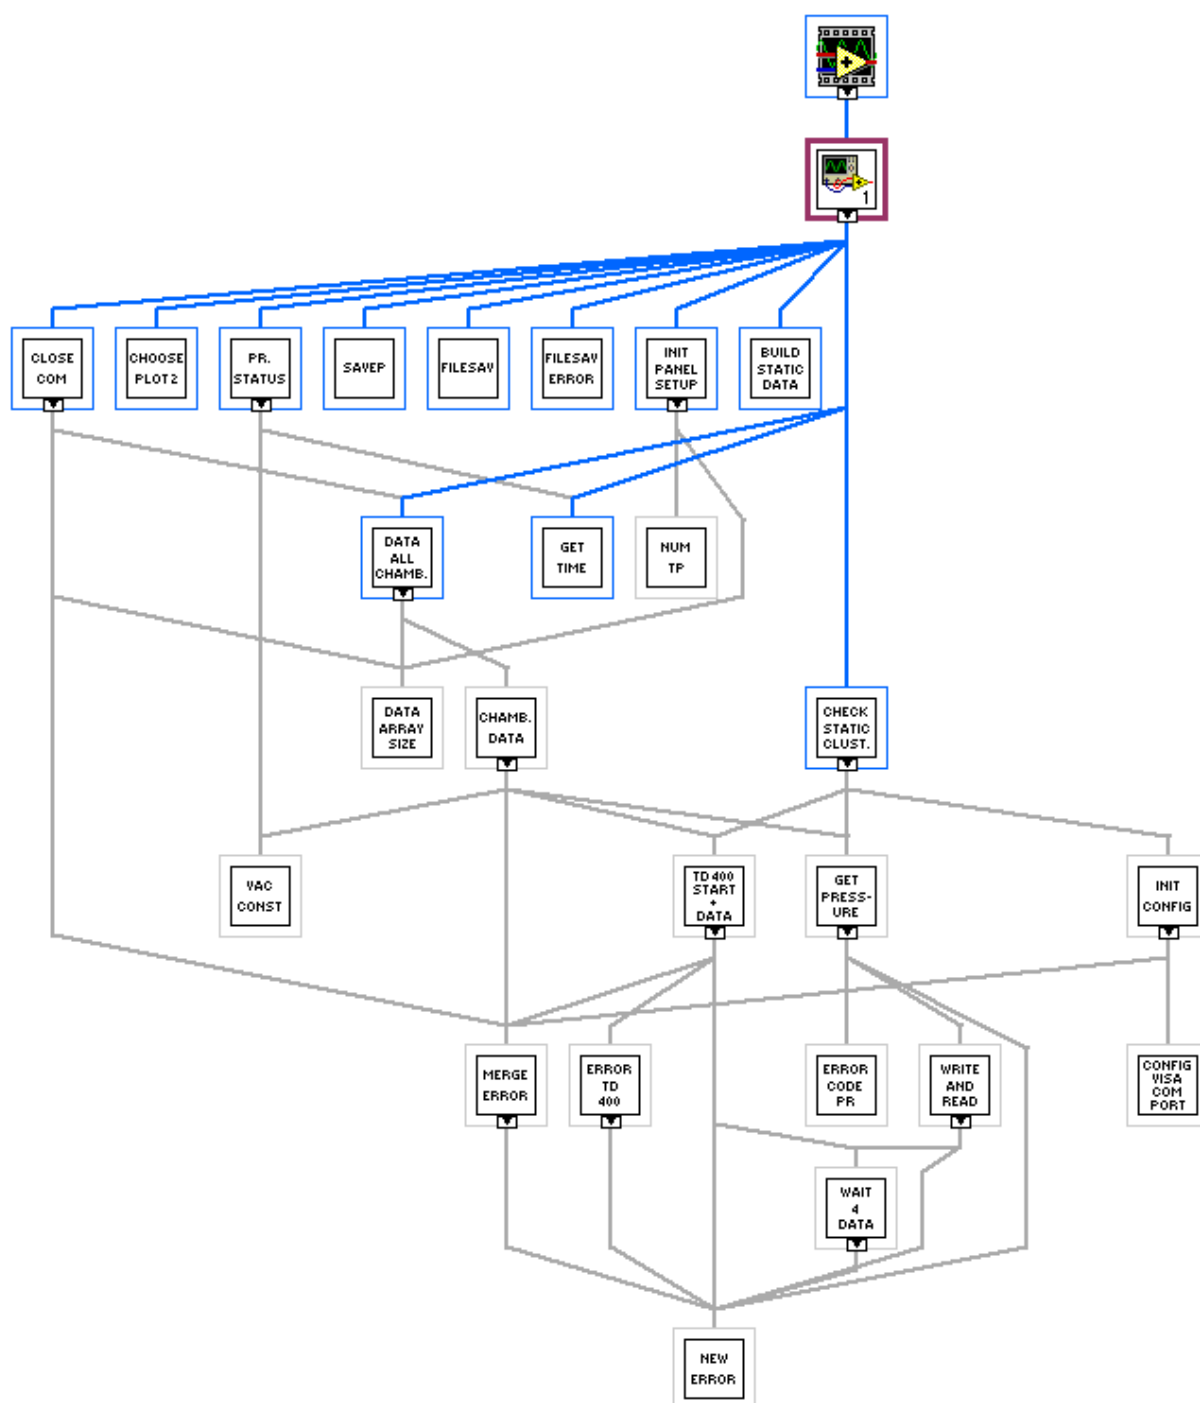 1
CLOSE
COM
CHOOSE
PLOT2
PR.
STATUS
SAVEP
FILESAV
FILESAV
ERROR
INIT
PANEL
SETUP
BUILD
STATIC
DATA
DATA
ALL
CHAMB.
GET
TIME
NUM
TP
DATA
ARRAY
SIZE
CHAMB.
DATA
CHECK
STATIC
CLUST.
VAC
CONST
TD400
START
+
DATA
GET
PRESS-
URE
INIT
CONFIG
MERGE
ERROR
ERROR
TD
400
ERROR
CODE
PR
WRITE
AND
READ
CONFIG
VISA
COM
PORT
WAIT
4
DATA
NEW
ERROR